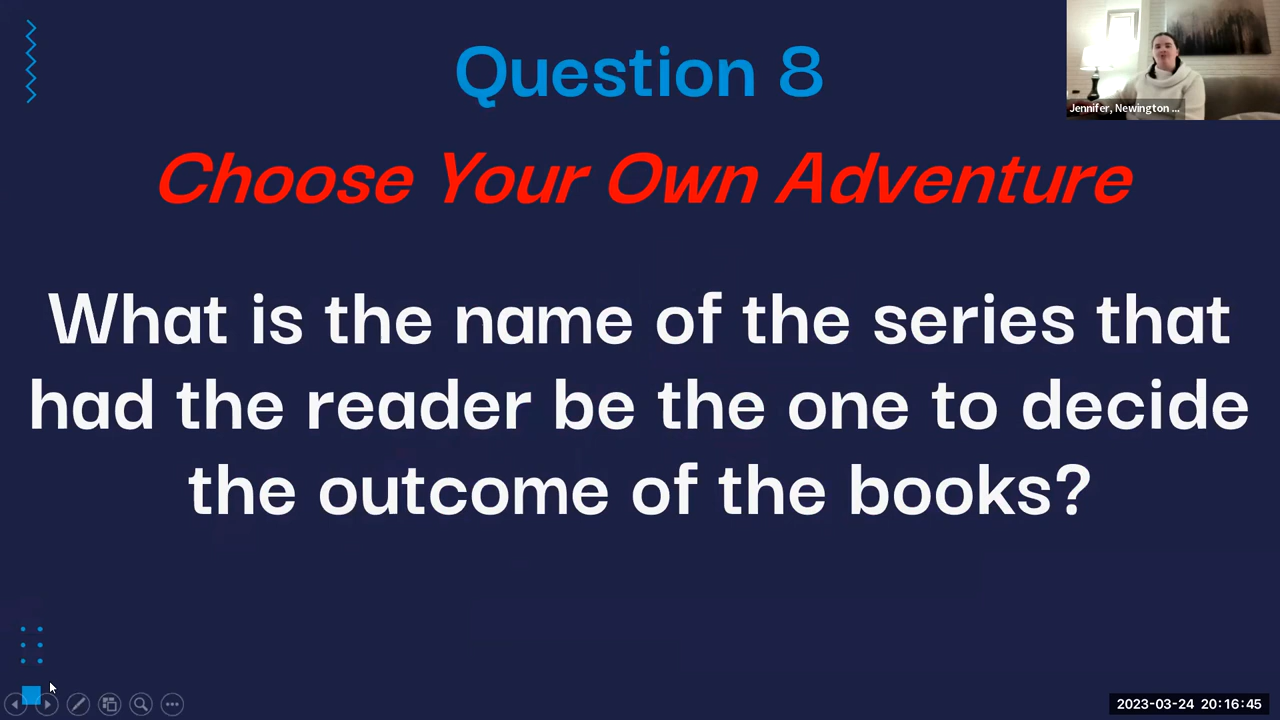 Question 8
Jennifer, Newington ...
Choose Your Own Adventure
What is the name of the series that
had the reader be the one to decide
the outcome of the books?
2023-03-24 20:16:45